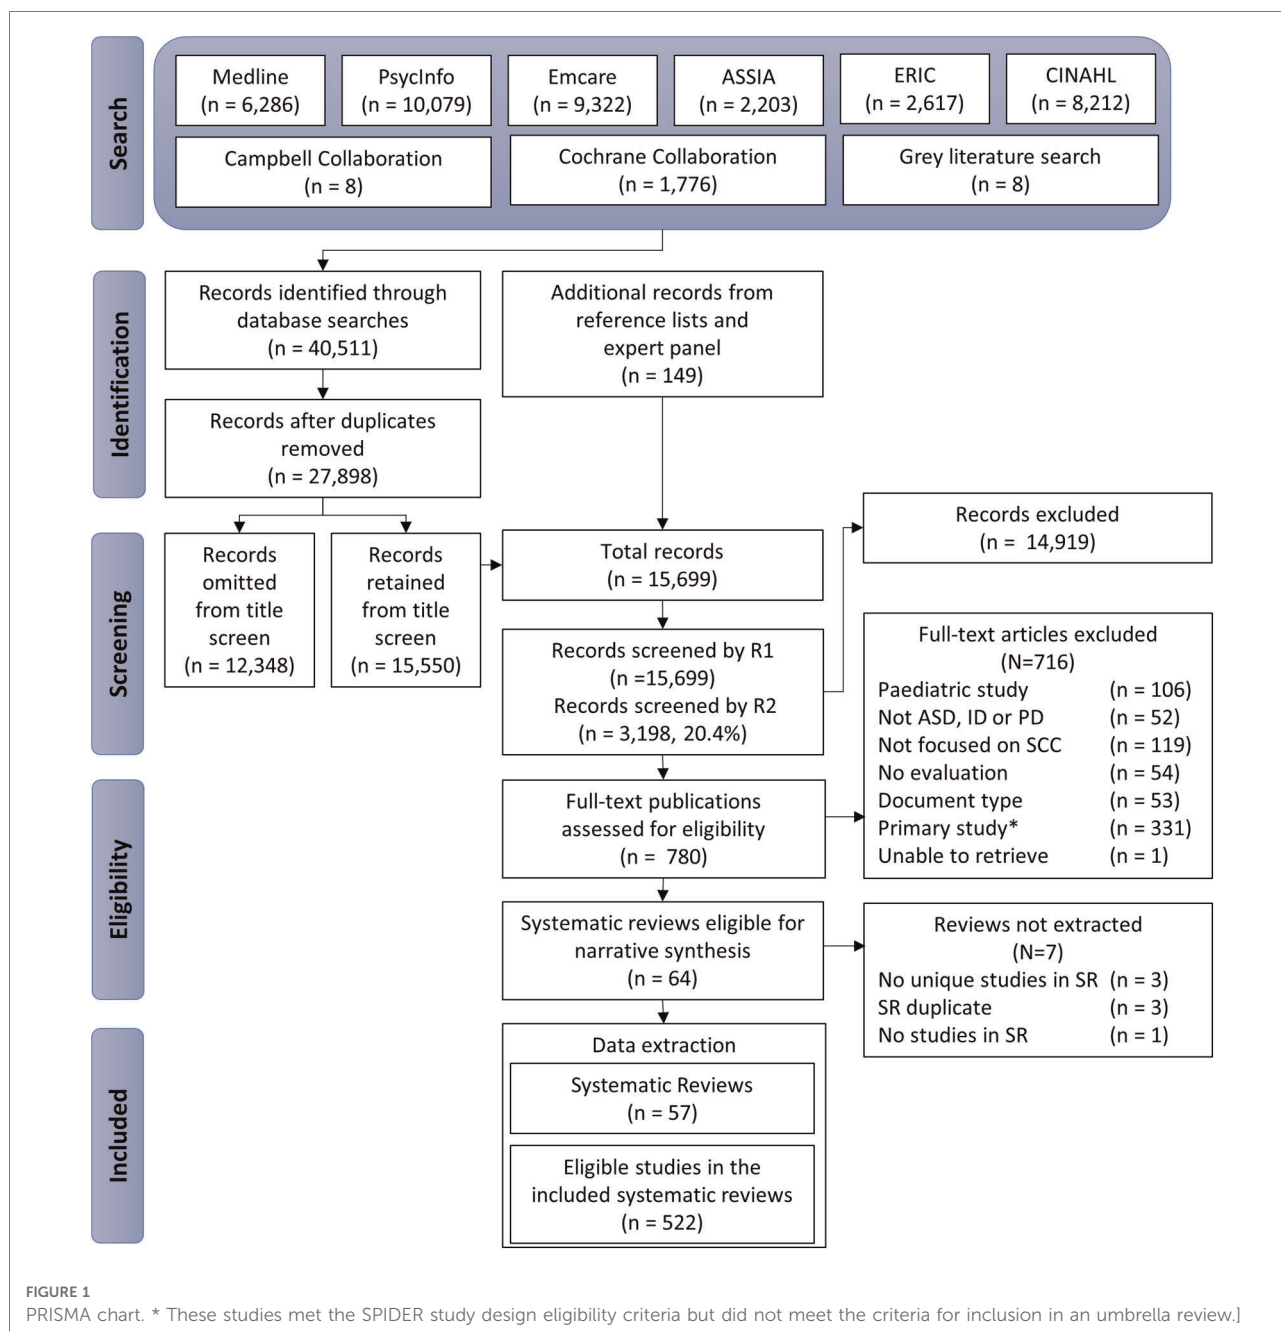 Search
Medline
(n = 6,286)
PsycInfo
(n = 10,079)
Emcare
(n = 9,322)
ASSIA
(n = 2,203)
ERIC
(n = 2,617)
CINAHL
(n = 8,212)
Campbell Collaboration
(n = 8)
Cochrane Collaboration
(n = 1,776)
Grey literature search
(n = 8)
Identification
Records identified through
database searches
(n = 40,511)
Additional records from
reference lists and
expert panel
(n = 149)
Records after duplicates
removed
(n = 27,898)
Screening
Records
omitted
from title
screen
(n = 12,348)
Records
retained
from title
screen
(n = 15,550)
Total records
(n = 15,699)
Records excluded
(n =  14,919)
Records screened by R1
(n =15,699)
Records screened by R2
(n = 3,198, 20.4%)
Full-text articles excluded
(N=716)
Paediatric study (n = 106)
Not ASD, ID or PD (n = 52)
Not focused on SCC (n = 119)
No evaluation (n = 54)
Document type (n = 53)
Primary study* (n = 331)
Unable to retrieve (n = 1)
Eligibility
Full-text publications
assessed for eligibility
(n =  780)
Systematic reviews eligible for
narrative synthesis
(n = 64)
Reviews not extracted
(N=7)
No unique studies in SR (n = 3)
SR duplicate (n = 3)
No studies in SR (n = 1)
Included
Data extraction
Systematic Reviews
(n = 57)
Eligible studies in the
included systematic reviews
(n = 522)
FIGURE 1
PRISMA chart. * These studies met the SPIDER study design eligibility criteria but did not meet the criteria for inclusion in an umbrella review.]